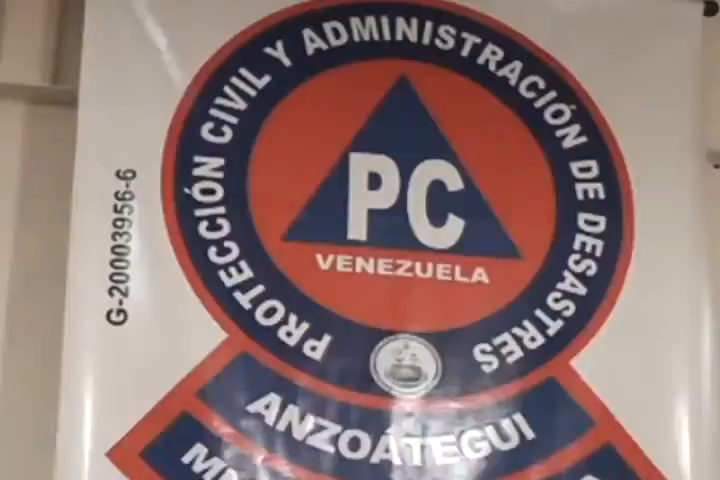 PROTECCIÓN CIVIL Y ADMINISTRACIÓN DE DESASTRES
PC
VENEZUELA
G-20003956-6
ANZOÁTEGUI